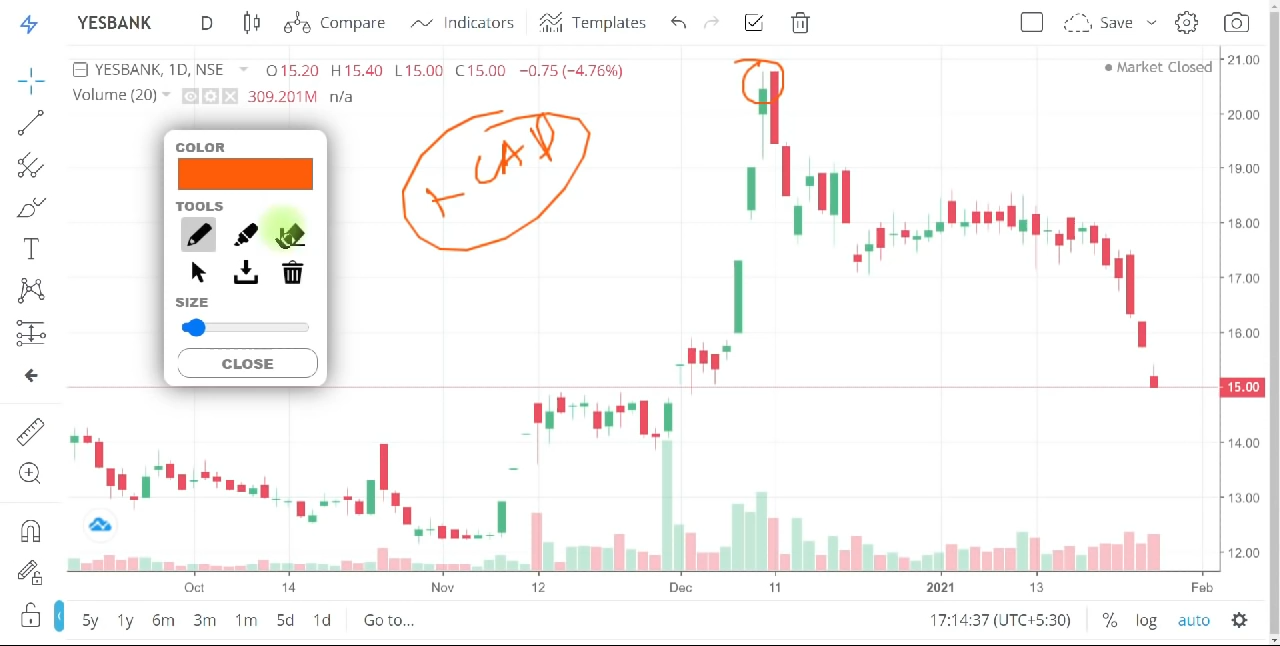 YESBANK D Compare Indicators Templates Save
YESBANK, 1D, NSE O15.20 H15.40 L15.00 C15.00 −0.75 (−4.76%)
Market Closed
Volume (20) 309.201M n/a
COLOR
TOOLS
SIZE
CLOSE
CAP
21.00
20.00
19.00
18.00
17.00
16.00
15.00
14.00
13.00
12.00
Oct 14 Nov 12 Dec 11 2021 13 Feb
5y 1y 6m 3m 1m 5d 1d Go to... 17:14:37 (UTC+5:30) % log auto